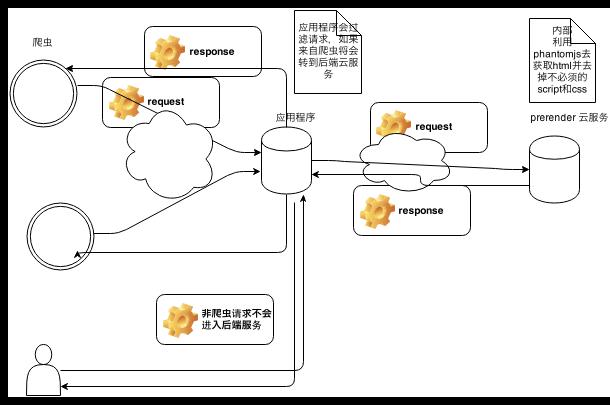 爬虫
response
request
应用程序会过
滤请求，如果
来自爬虫将会
转到后端云服
务
应用程序
request
response
内部
利用
phantomjs去
获取html并去
掉不必须的
script和css
prerender 云服务
非爬虫请求不会
进入后端服务